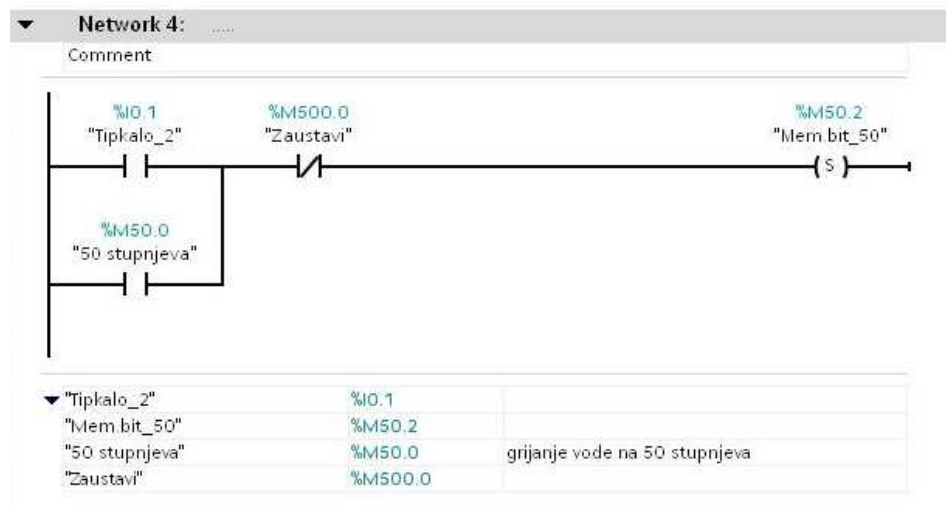 Network 4: .....
Comment
%I0.1 %M500.0 %M50.2
"Tipkalo_2" "Zaustavi" "Mem.bit_50"
S
%M50.0
"50 stupnjeva"
"Tipkalo_2" %I0.1
"Mem.bit_50" %M50.2
"50 stupnjeva" %M50.0 grijanje vode na 50 stupnjeva
"Zaustavi" %M500.0